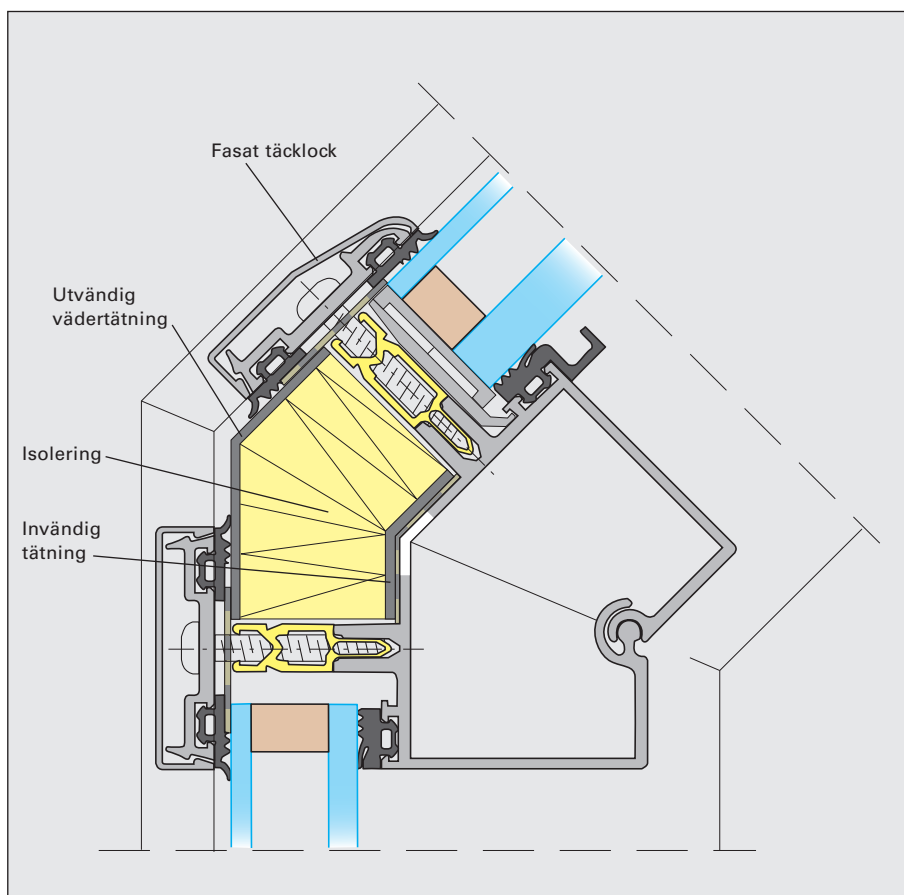 Fasat täcklock
Utvändig
vädertätning
Isolering
Invändig
tätning